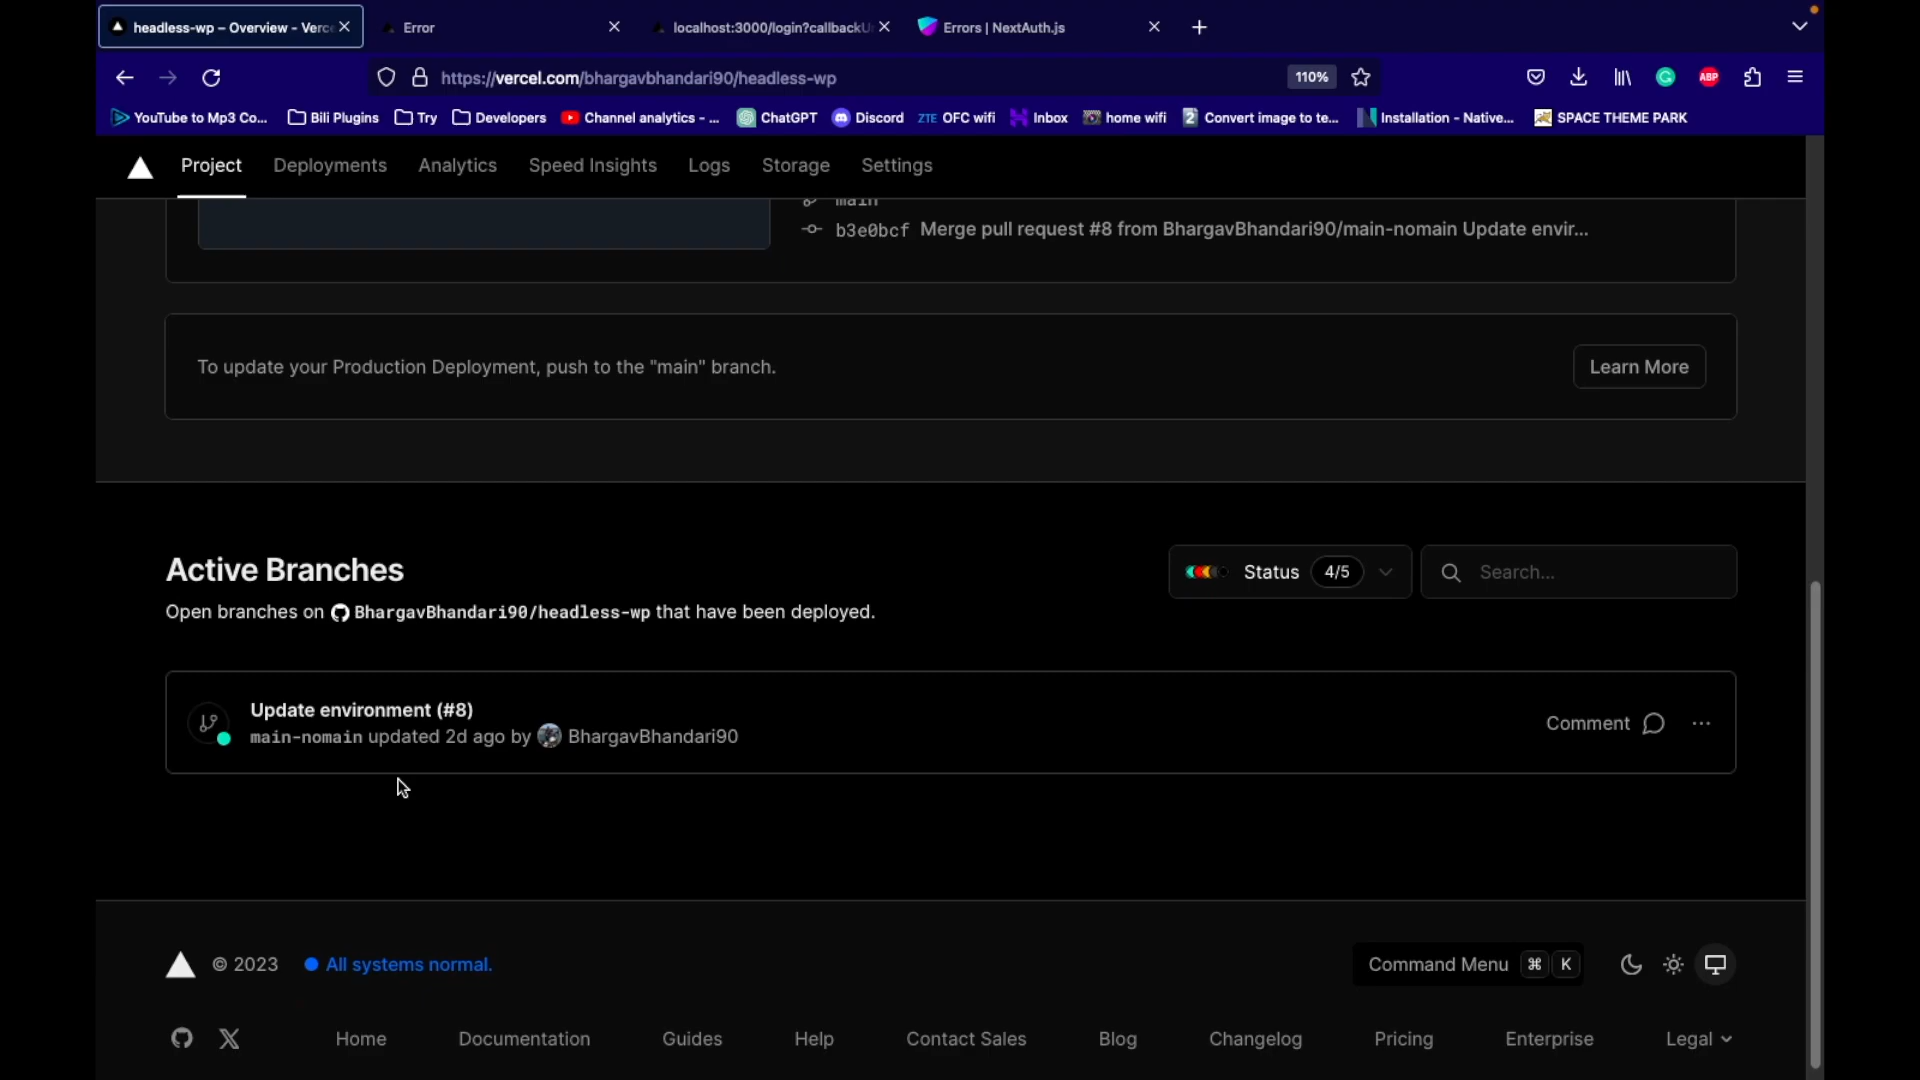 headless-wp – Overview - Verce
Error
localhost:3000/login?callbackU
Errors | NextAuth.js
https://vercel.com/bhargavbhandari90/headless-wp
110%
ABP
YouTube to Mp3 Co...
Bili Plugins
Try
Developers
Channel analytics - ...
ChatGPT
Discord
ZTE OFC wifi
Inbox
home wifi
Convert image to te...
Installation - Native...
SPACE THEME PARK
Project
Deployments
Analytics
Speed Insights
Logs
Storage
Settings
main
b3e0bcf Merge pull request #8 from BhargavBhandari90/main-nomain Update envir...
To update your Production Deployment, push to the "main" branch.
Learn More
Active Branches
Status 4/5
Search...
Open branches on BhargavBhandari90/headless-wp that have been deployed.
Update environment (#8)
main-nomain updated 2d ago by BhargavBhandari90
Comment
© 2023
All systems normal.
Command Menu ⌘ K
Home
Documentation
Guides
Help
Contact Sales
Blog
Changelog
Pricing
Enterprise
Legal